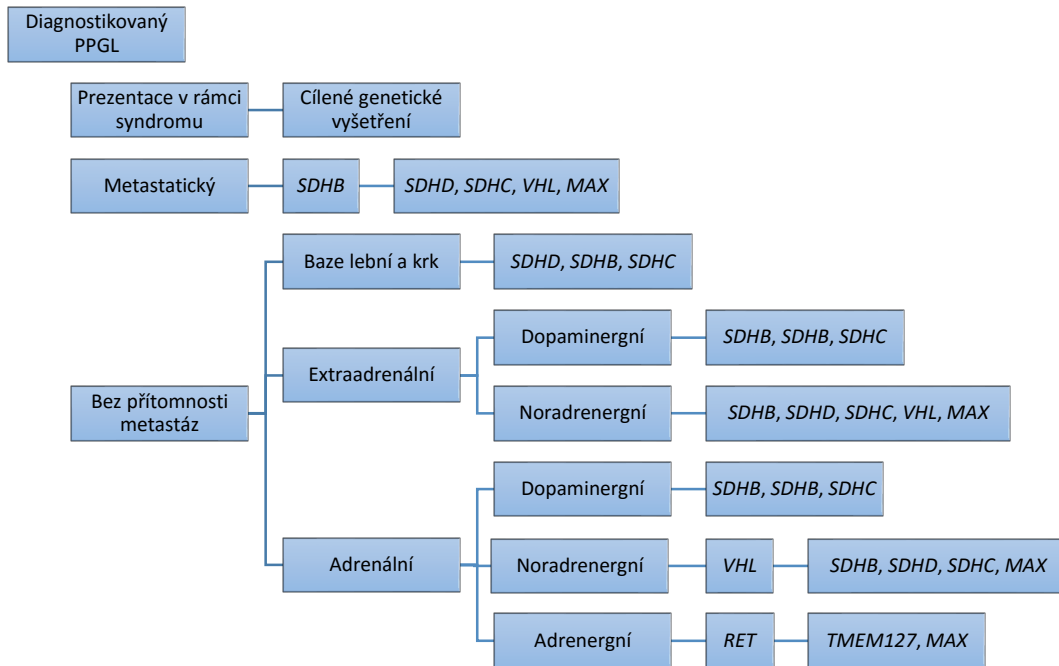 Diagnostikovaný
PPGL
Prezentace v rámci
syndromu
Cílené genetické
vyšetření
Metastatický
SDHB
SDHD, SDHC, VHL, MAX
Bez přítomnosti
metastáz
Baze lební a krk
SDHD, SDHB, SDHC
Extraadrenální
Dopaminergní
SDHB, SDHB, SDHC
Noradrenergní
SDHB, SDHD, SDHC, VHL, MAX
Adrenální
Dopaminergní
SDHB, SDHB, SDHC
Noradrenergní
VHL
SDHB, SDHD, SDHC, MAX
Adrenergní
RET
TMEM127, MAX